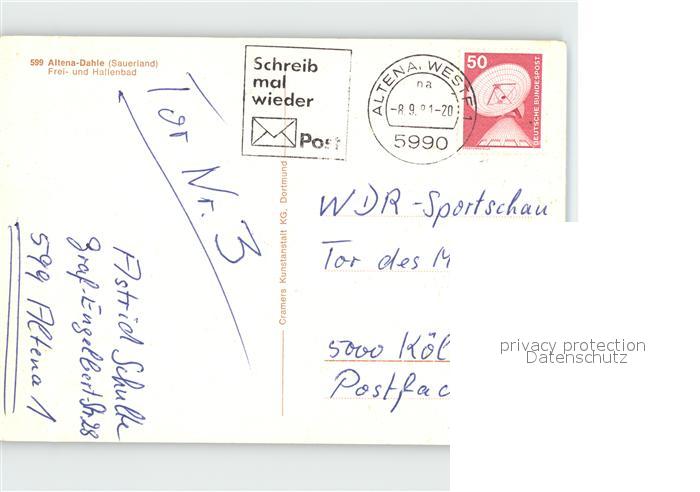 599 Altena-Dahle (Sauerland)
Frei- und Hallenbad
Schreib
mal
wieder
Post
ALTENA, WESTF 1
na
-8.9.81-20
5990
50
DEUTSCHE BUNDESPOST
Tor Nr. 3
Astrid Schulte
Graf-Engelbert-Str. 28
599 Altena 1
Cramers Kunstanstalt KG, Dortmund
WDR-Sportschau
Tor des M
5000 Köl
Postfac
privacy protection
Datenschutz